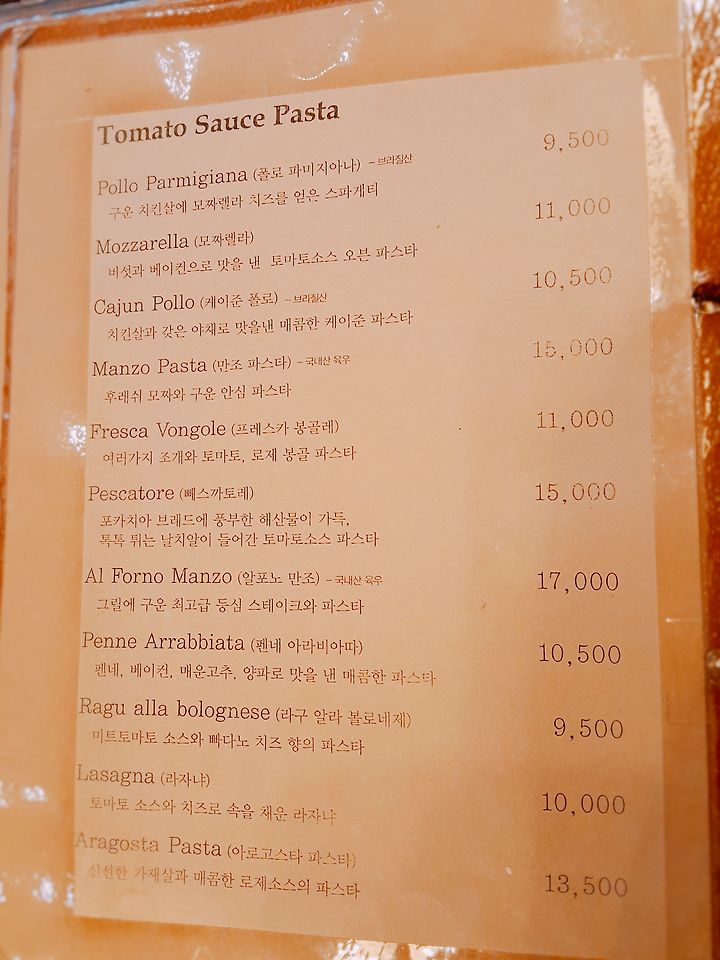 Tomato Sauce Pasta
Pollo Parmigiana (폴로 파미지아나) - 브라질산 9,500
구운 치킨살에 모짜렐라 치즈를 얹은 스파게티
Mozzarella (모짜렐라) 11,000
버섯과 베이컨으로 맛을 낸 토마토소스 오븐 파스타
Cajun Pollo (케이준 폴로) - 브라질산 10,500
치킨살과 갖은 야채로 맛을낸 매콤한 케이준 파스타
Manzo Pasta (만조 파스타) - 국내산 육우 15,000
후레쉬 모짜와 구운 안심 파스타
Fresca Vongole (프레스카 봉골레) 11,000
여러가지 조개와 토마토, 로제 봉골 파스타
Pescatore (뻬스까토레) 15,000
포카치아 브레드에 풍부한 해산물이 가득,
톡톡 튀는 날치알이 들어간 토마토소스 파스타
Al Forno Manzo (알포노 만조) - 국내산 육우 17,000
그릴에 구운 최고급 등심 스테이크와 파스타
Penne Arrabbiata (펜네 아라비아따) 10,500
펜네, 베이컨, 매운고추, 양파로 맛을 낸 매콤한 파스타
Ragu alla bolognese (라구 알라 볼로네제) 9,500
미트토마토 소스와 빠다노 치즈 향의 파스타
Lasagna (라자냐) 10,000
토마토 소스와 치즈로 속을 채운 라자냐
Aragosta Pasta (아로고스타 파스타) 13,500
신선한 가재살과 매콤한 로제소스의 파스타